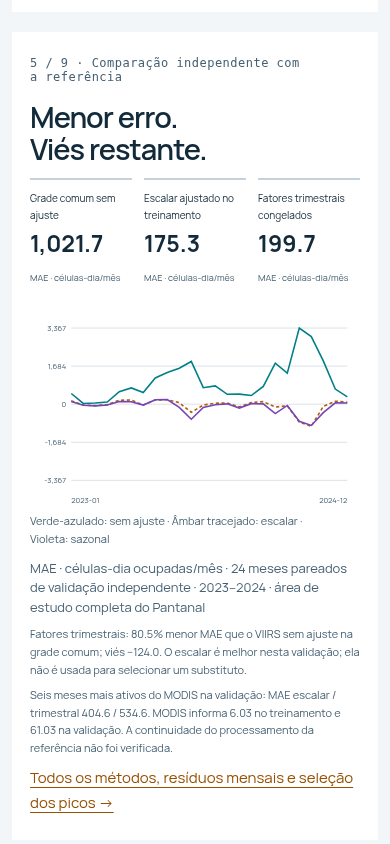 5 / 9 · Comparação independente com
a referência
Menor erro.
Viés restante.
Grade comum sem
ajuste
1,021.7
MAE · células-dia/mês
Escalar ajustado no
treinamento
175.3
MAE · células-dia/mês
Fatores trimestrais
congelados
199.7
MAE · células-dia/mês
3,367
1,684
0
-1,684
-3,367
2023-01
2024-12
Verde-azulado: sem ajuste · Âmbar tracejado: escalar ·
Violeta: sazonal
MAE · células-dia ocupadas/mês · 24 meses pareados
de validação independente · 2023–2024 · área de
estudo completa do Pantanal
Fatores trimestrais: 80.5% menor MAE que o VIIRS sem ajuste na
grade comum; viés −124.0. O escalar é melhor nesta validação; ela
não é usada para selecionar um substituto.
Seis meses mais ativos do MODIS na validação: MAE escalar /
trimestral 404.6 / 534.6. MODIS informa 6.03 no treinamento e
61.03 na validação. A continuidade do processamento da
referência não foi verificada.
Todos os métodos, resíduos mensais e seleção
dos picos →